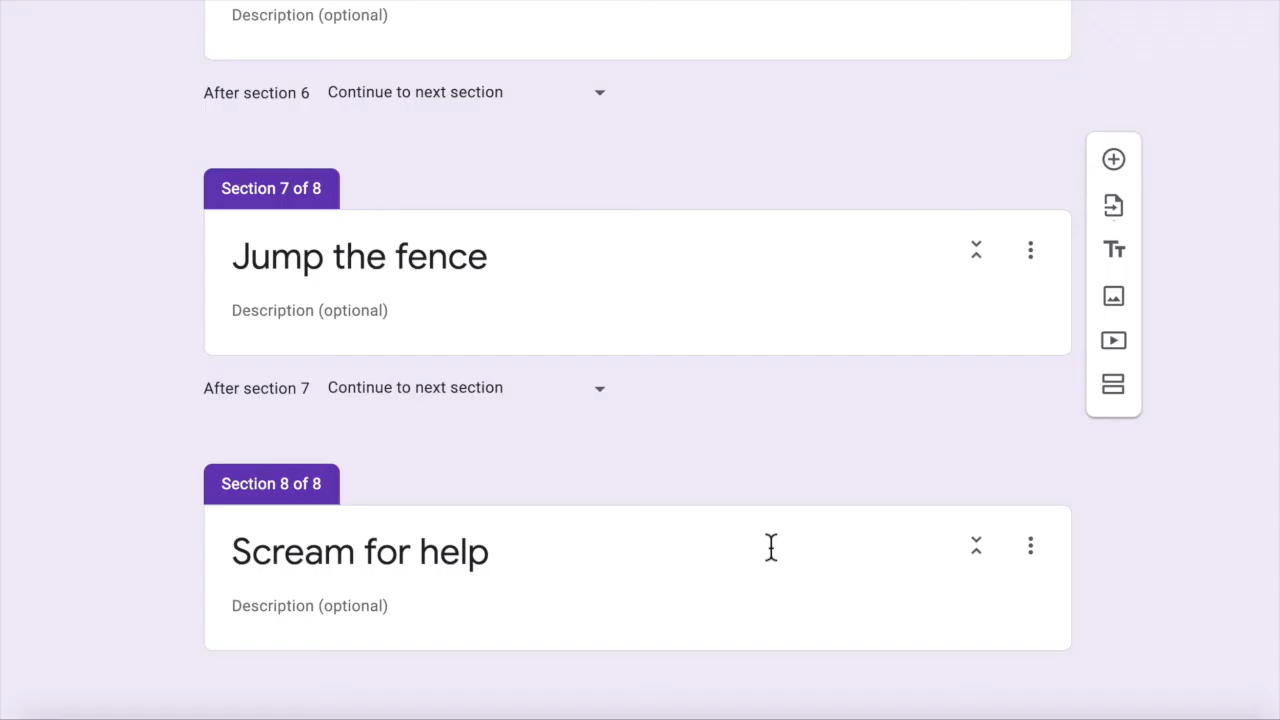 Description (optional)
After section 6 Continue to next section
Section 7 of 8
Jump the fence
Description (optional)
After section 7 Continue to next section
Section 8 of 8
Scream for help
Description (optional)